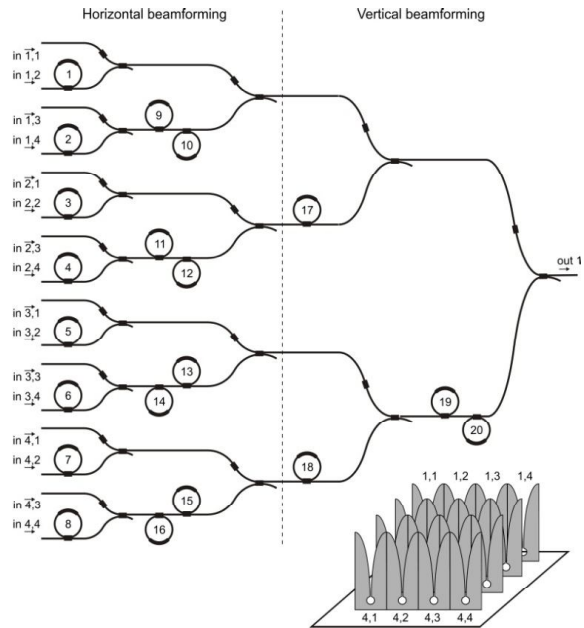 Horizontal beamforming
Vertical beamforming
in 1,1
in 1,2
1
in 1,3
in 1,4
2
9
10
in 2,1
in 2,2
3
17
in 2,3
in 2,4
4
11
12
out 1
in 3,1
in 3,2
5
in 3,3
in 3,4
6
13
14
19
20
in 4,1
in 4,2
7
18
in 4,3
in 4,4
8
15
16
1,1 1,2 1,3 1,4
4,1 4,2 4,3 4,4